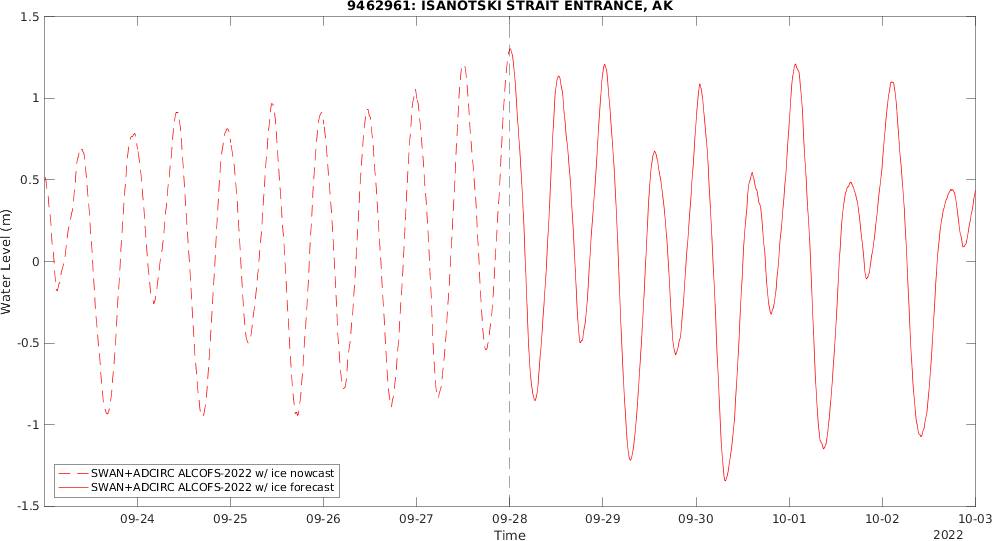 9462961: ISANOTSKI STRAIT ENTRANCE, AK
1.5
1
0.5
0
-0.5
-1
-1.5
Water Level (m)
SWAN+ADCIRC ALCOFS-2022 w/ ice nowcast
SWAN+ADCIRC ALCOFS-2022 w/ ice forecast
09-24 09-25 09-26 09-27 09-28 09-29 09-30 10-01 10-02 10-03
Time
2022